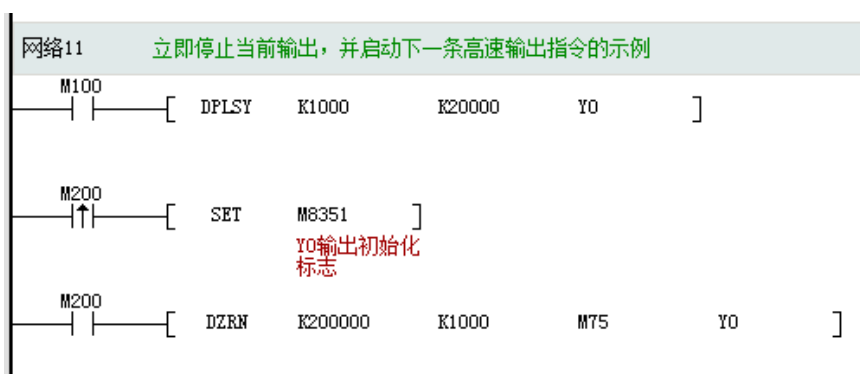 网络11 立即停止当前输出，并启动下一条高速输出指令的示例
M100
[ DPLSY K1000 K20000 Y0 ]
M200
[ SET M8351 ]
Y0输出初始化
标志
M200
[ DZRN K200000 K1000 M75 Y0 ]